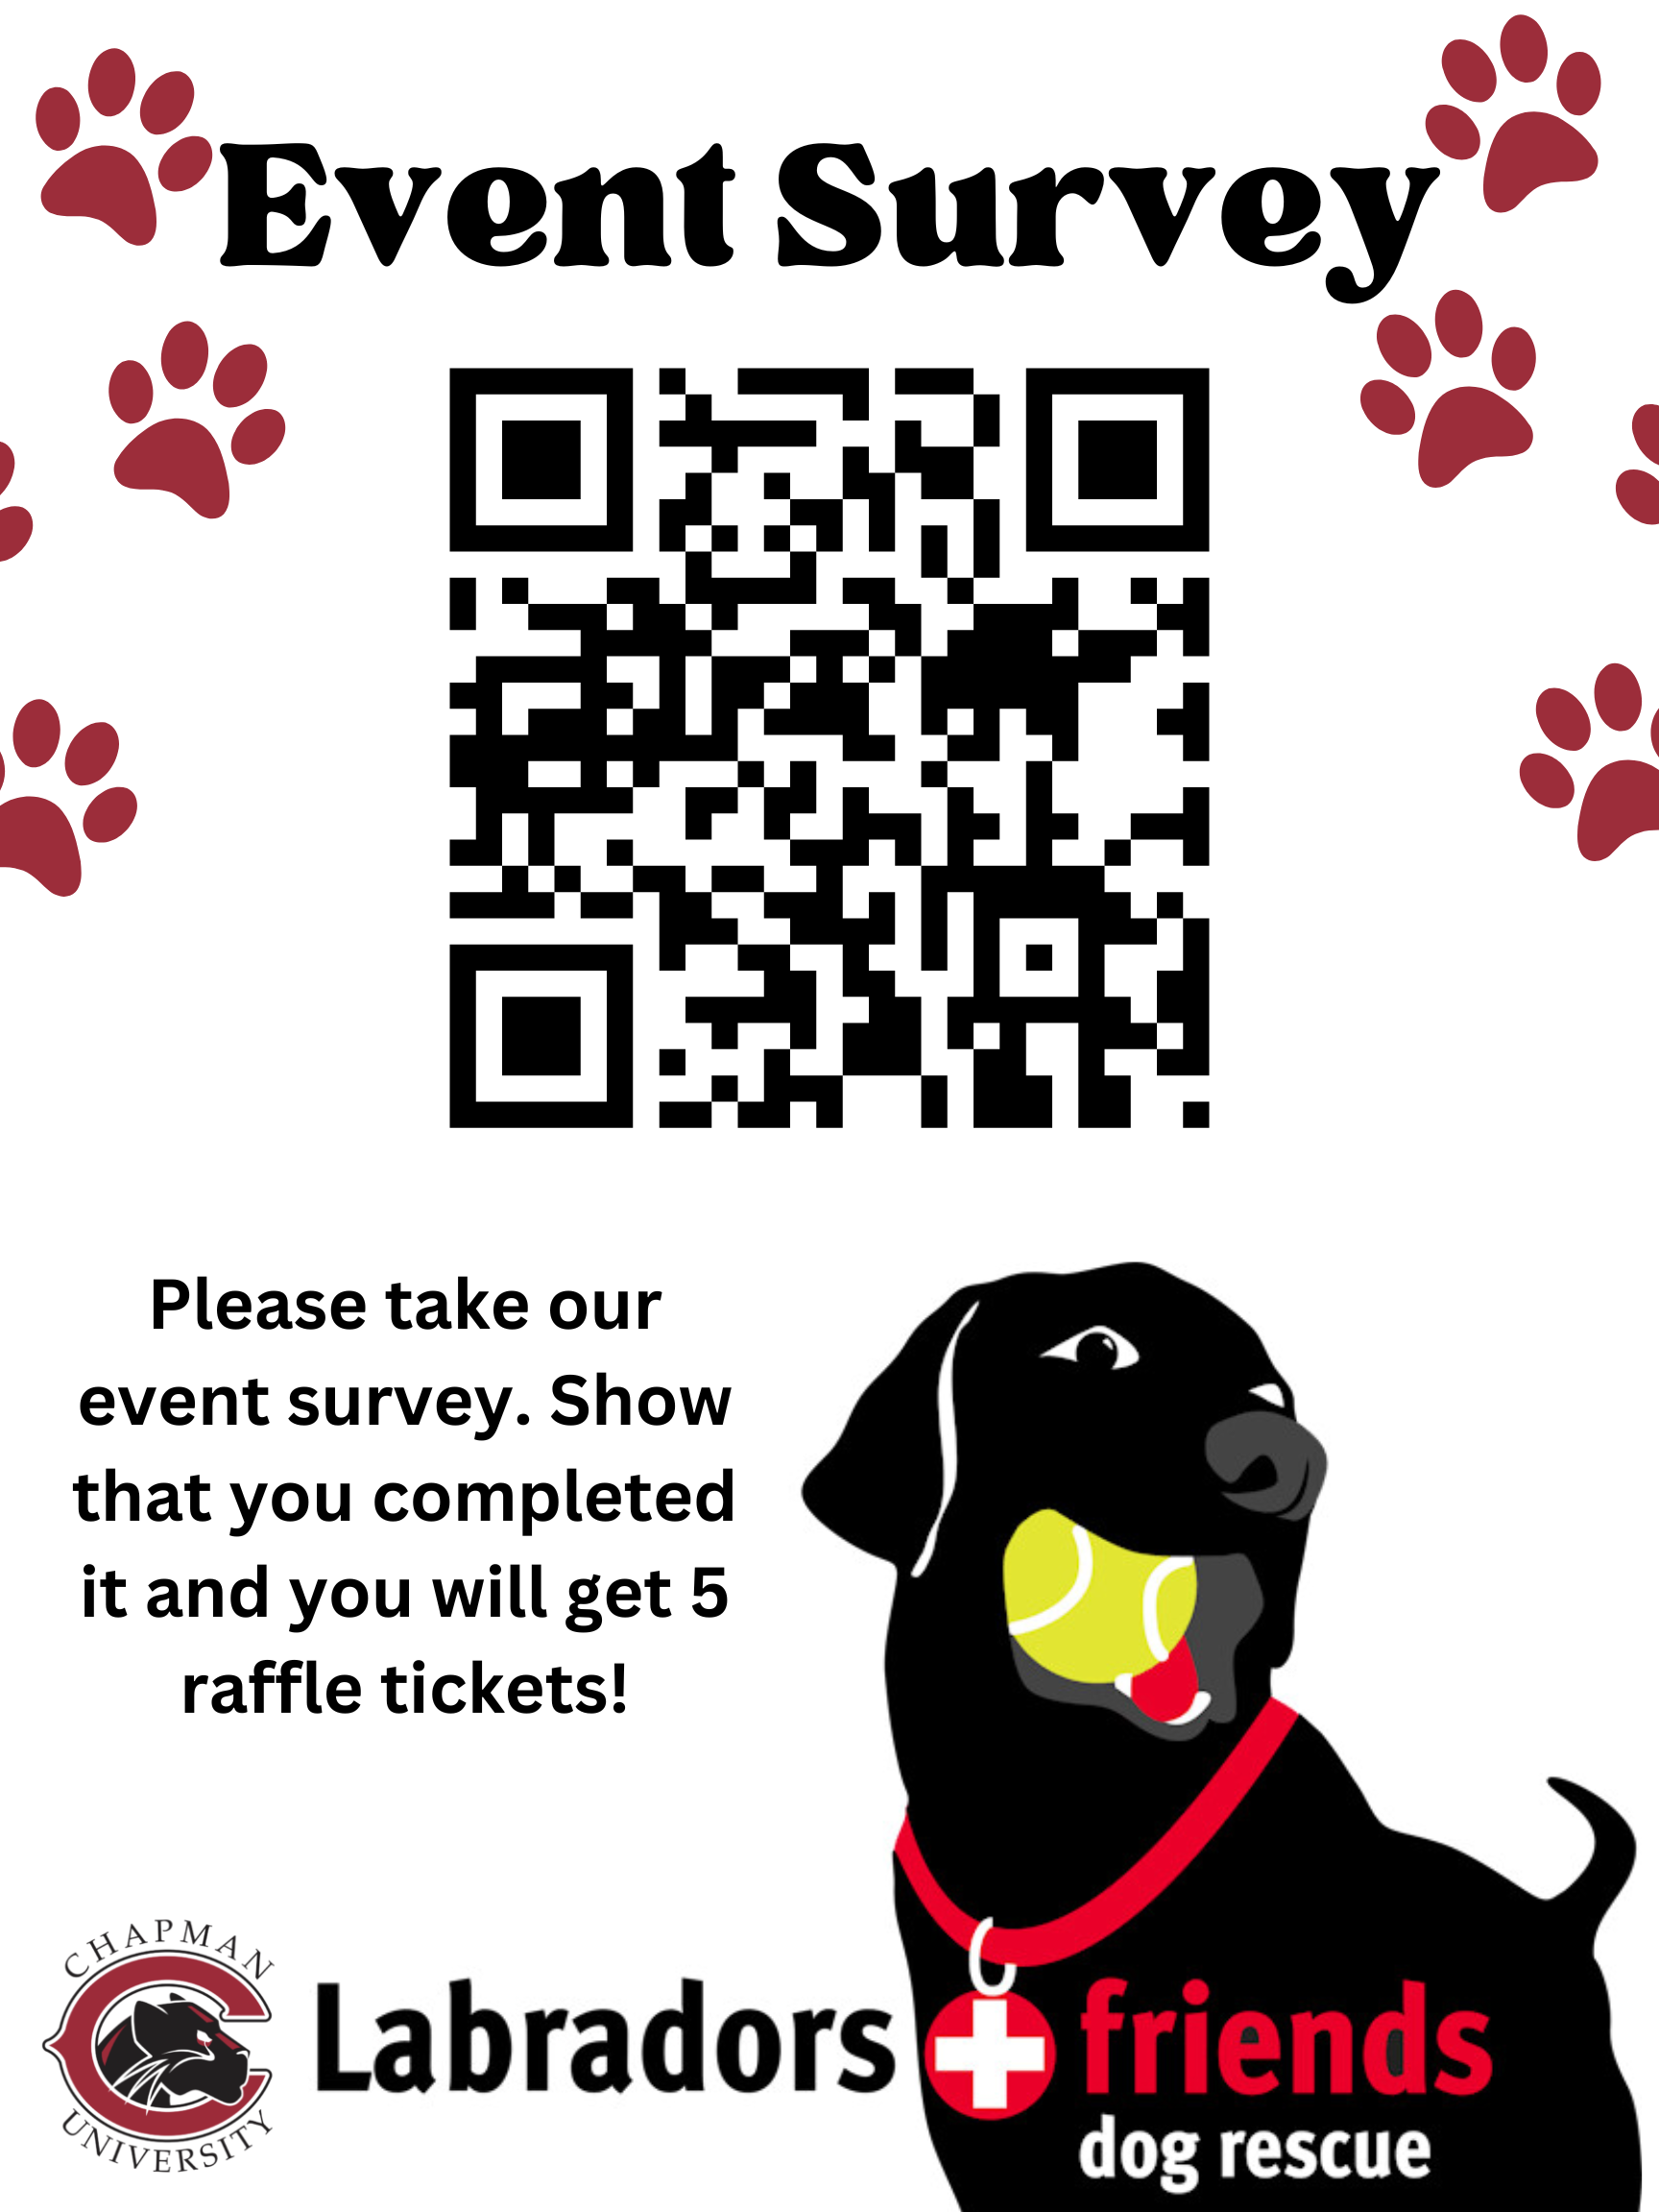 Event Survey
Please take our
event survey. Show
that you completed
it and you will get 5
raffle tickets!
CHAPMAN
UNIVERSITY
Labradors friends
dog rescue